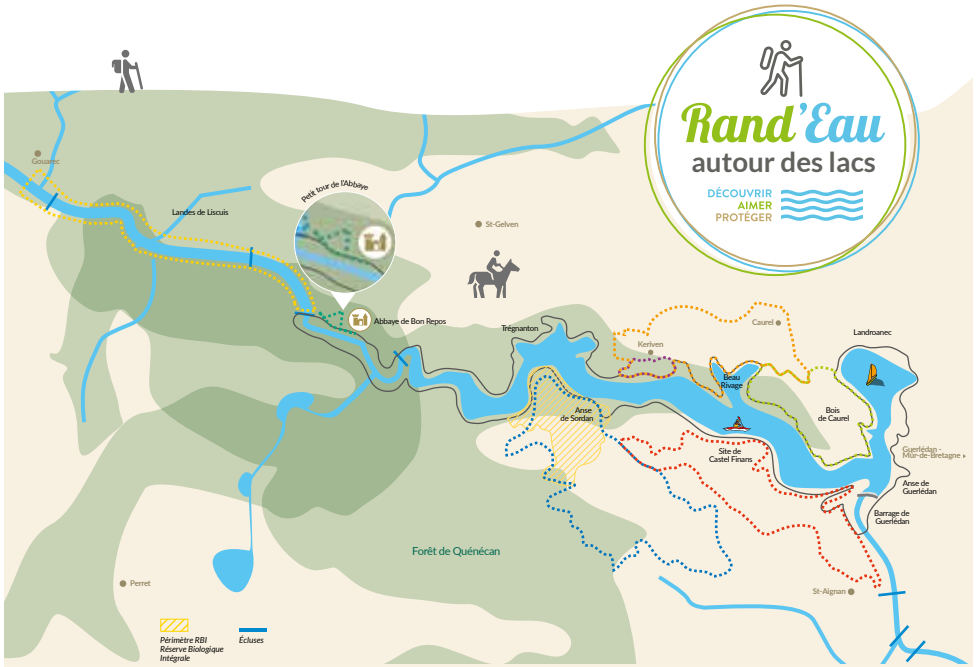 Rand'Eau
autour des lacs
DÉCOUVRIR
AIMER
PROTÉGER
Gouarec
Petit tour de l'Abbaye
Landes de Liscuis
St-Gelven
Abbaye de Bon Repos
Trégnanton
Caurel
Keriven
Landroanec
Beau
Rivage
Anse
de Sordan
Bois
de Caurel
Site de
Castel Finans
Guerlédan -
Mûr-de-Bretagne
Anse de
Guerlédan
Barrage de
Guerlédan
Forêt de Quénécan
Perret
St-Aignan
Périmètre RBI
Réserve Biologique
Intégrale
Écluses